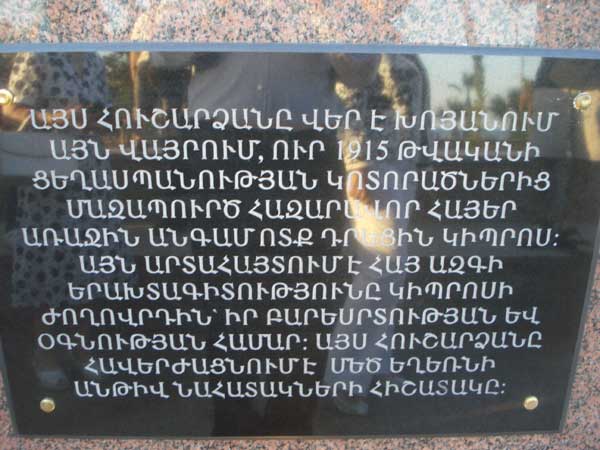 ԱՅՍ ՀՈՒՇԱՐՁԱՆԸ ՎԵՐ Է ԽՈՅԱՆՈՒՄ
ԱՅՆ ՎԱՅՐՈՒՄ, ՈՒՐ 1915 ԹՎԱԿԱՆԻ
ՑԵՂԱՍՊԱՆՈՒԹՅԱՆ ԿՈՏՈՐԱԾՆԵՐԻՑ
ՄԱԶԱՊՈՒՐԾ ՀԱԶԱՐԱՎՈՐ ՀԱՅԵՐ
ԱՌԱՋԻՆ ԱՆԳԱՄ ՈՏՔ ԴՐԵՑԻՆ ԿԻՊՐՈՍ:
ԱՅՆ ԱՐՏԱՀԱՅՏՈՒՄ Է ՀԱՅ ԱԶԳԻ
ԵՐԱԽՏԱԳԻՏՈՒԹՅՈՒՆԸ ԿԻՊՐՈՍԻ
ԺՈՂՈՎՐԴԻՆ՝ ԻՐ ԲԱՐԵՍՐՏՈՒԹՅԱՆ ԵՎ
ՕԳՆՈՒԹՅԱՆ ՀԱՄԱՐ: ԱՅՍ ՀՈՒՇԱՐՁԱՆԸ
ՀԱՎԵՐԺԱՑՆՈՒՄ Է ՄԵԾ ԵՂԵՌՆԻ
ԱՆԹԻՎ ՆԱՀԱՏԱԿՆԵՐԻ ՀԻՇԱՏԱԿԸ: